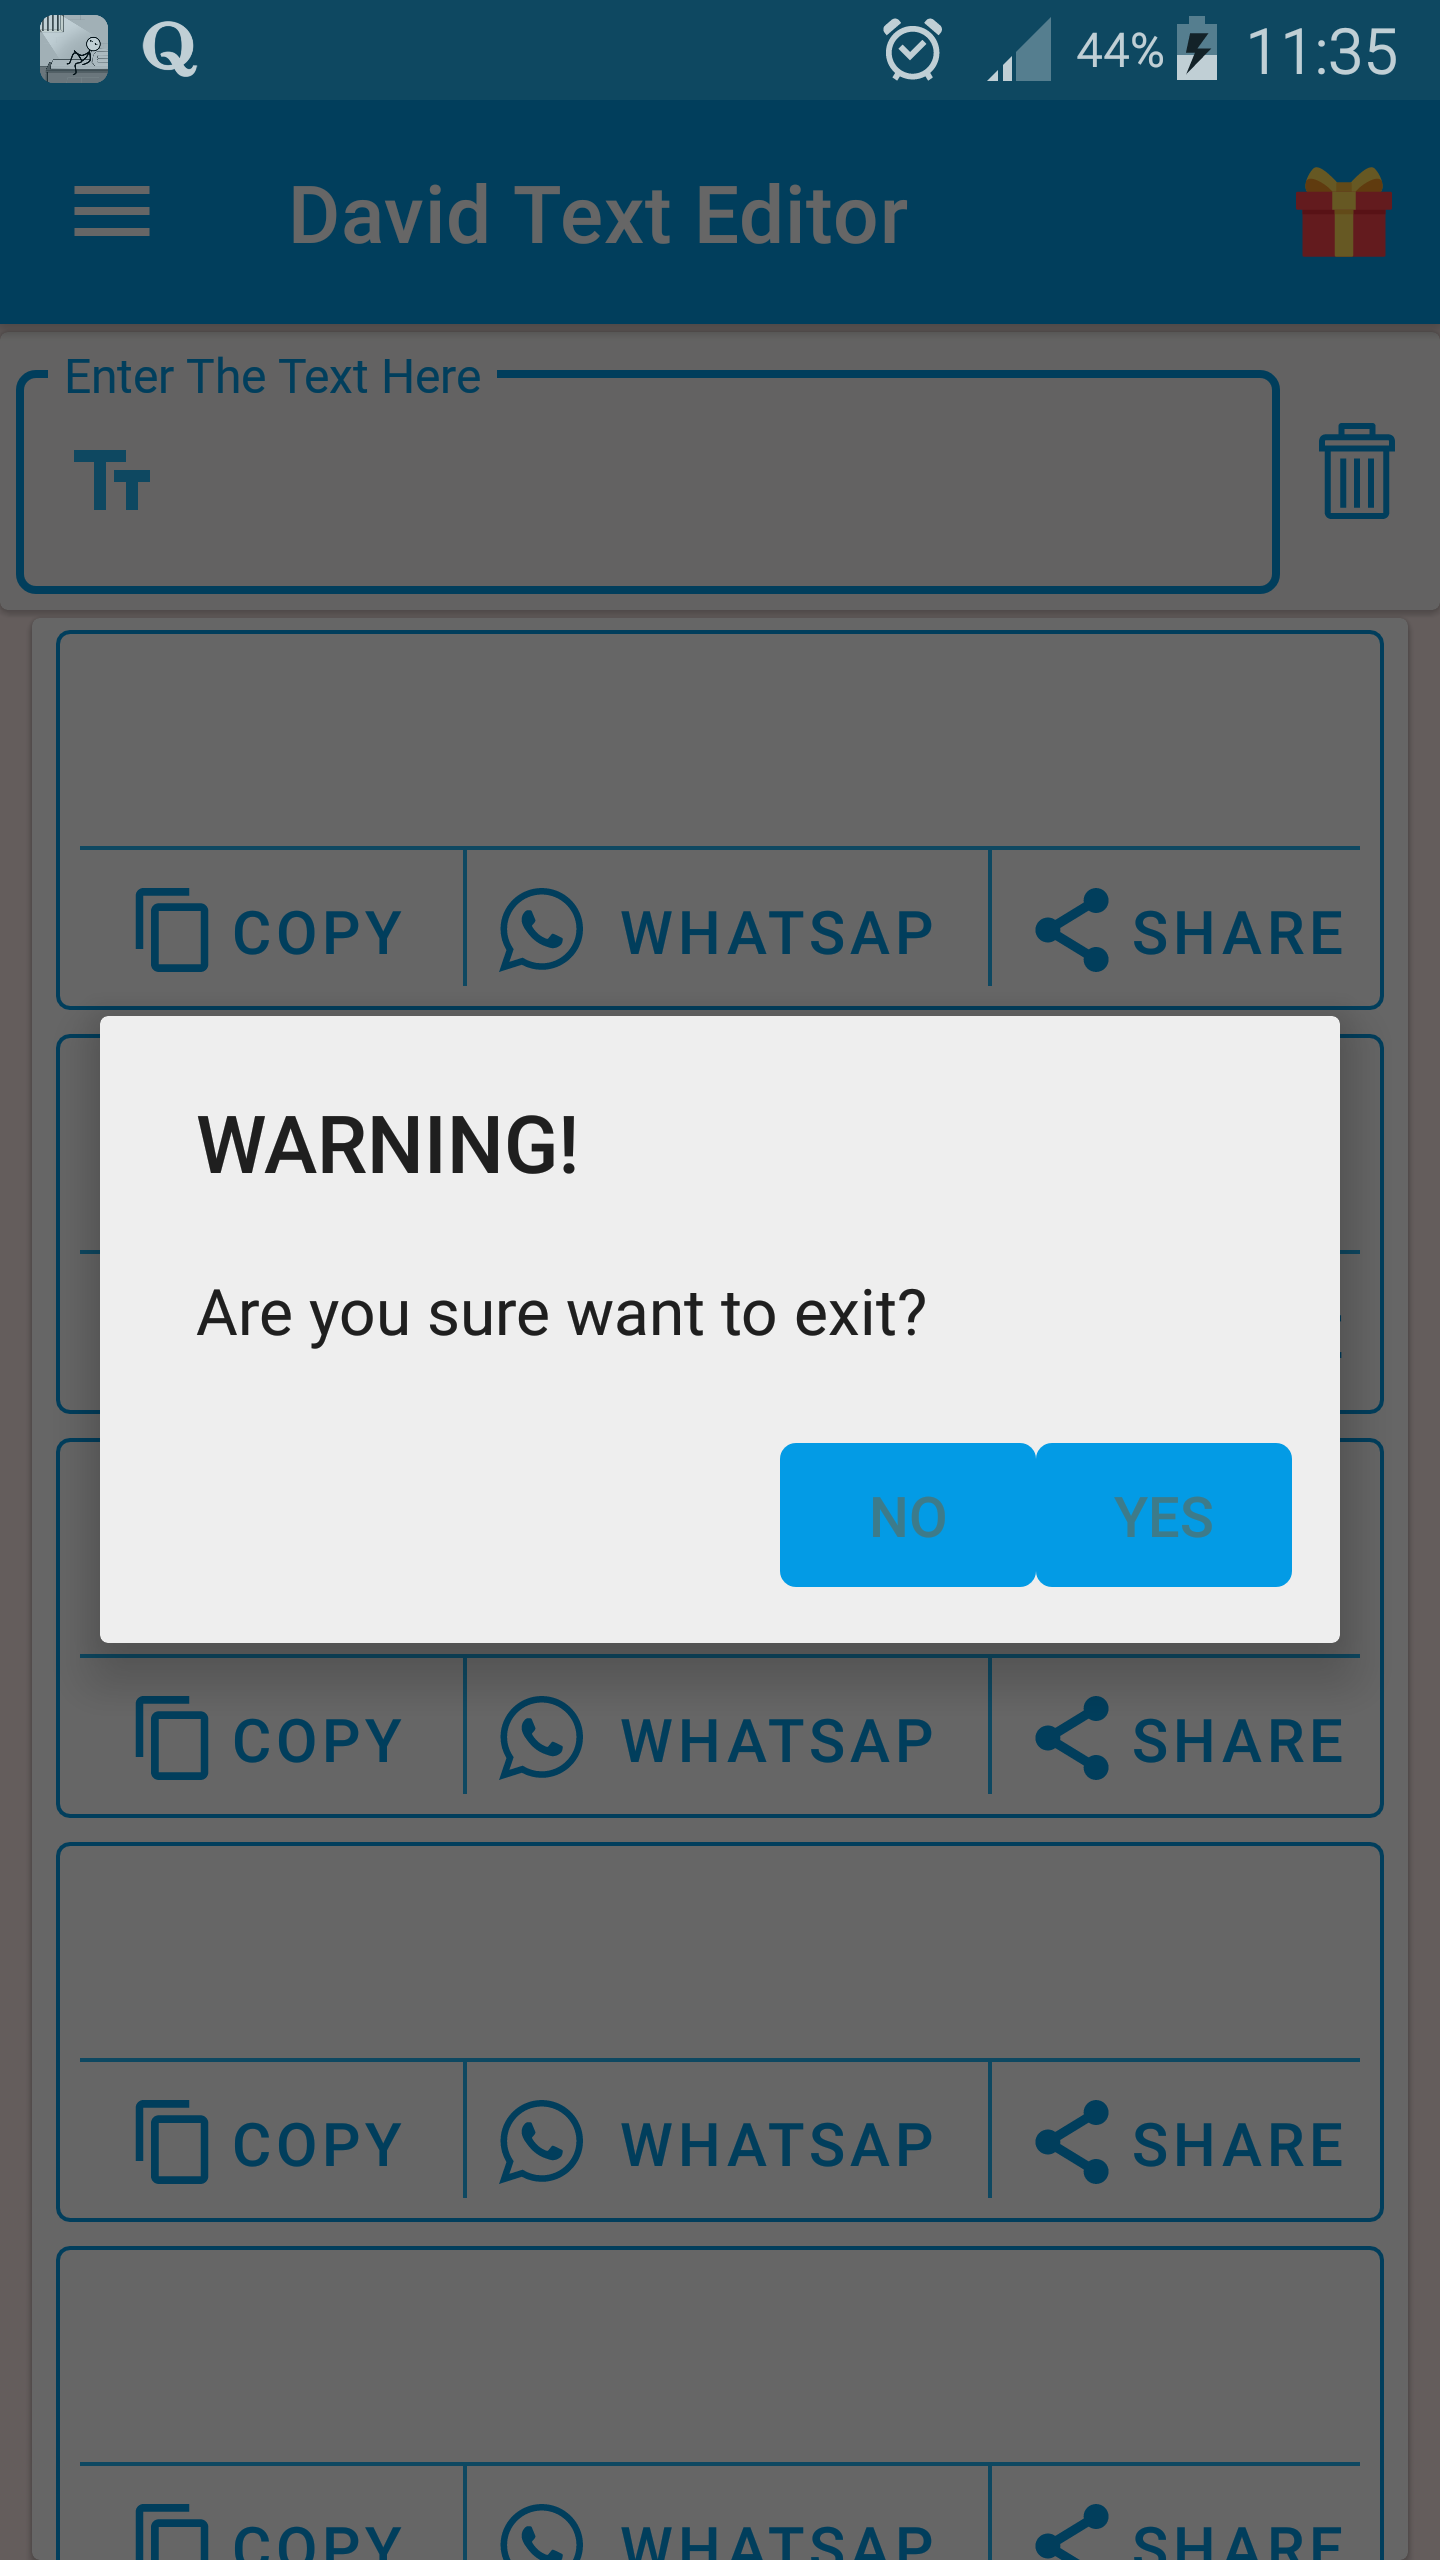 Q 44% 11:35
David Text Editor
Enter The Text Here
Tt
COPY WHATSAP SHARE
WARNING!
Are you sure want to exit?
NO YES
COPY WHATSAP SHARE
COPY WHATSAP SHARE
COPY WHATSAP SHARE